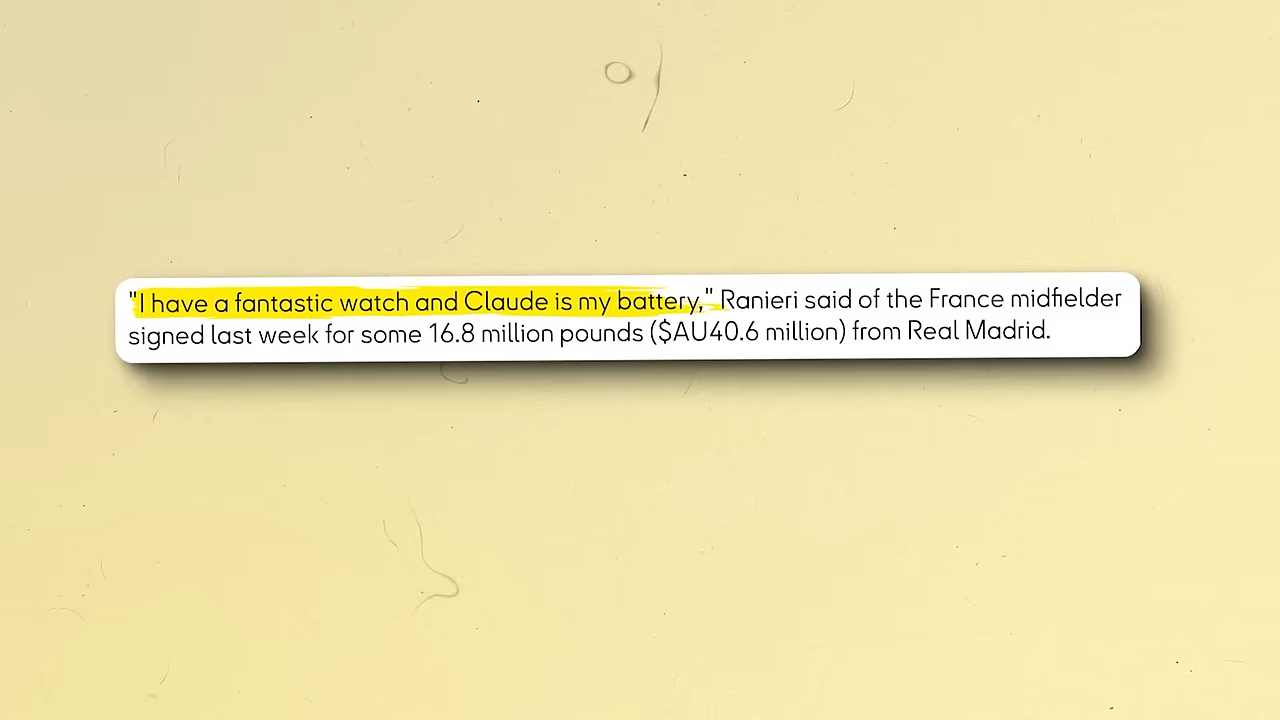 "I have a fantastic watch and Claude is my battery," Ranieri said of the France midfielder
signed last week for some 16.8 million pounds ($AU40.6 million) from Real Madrid.